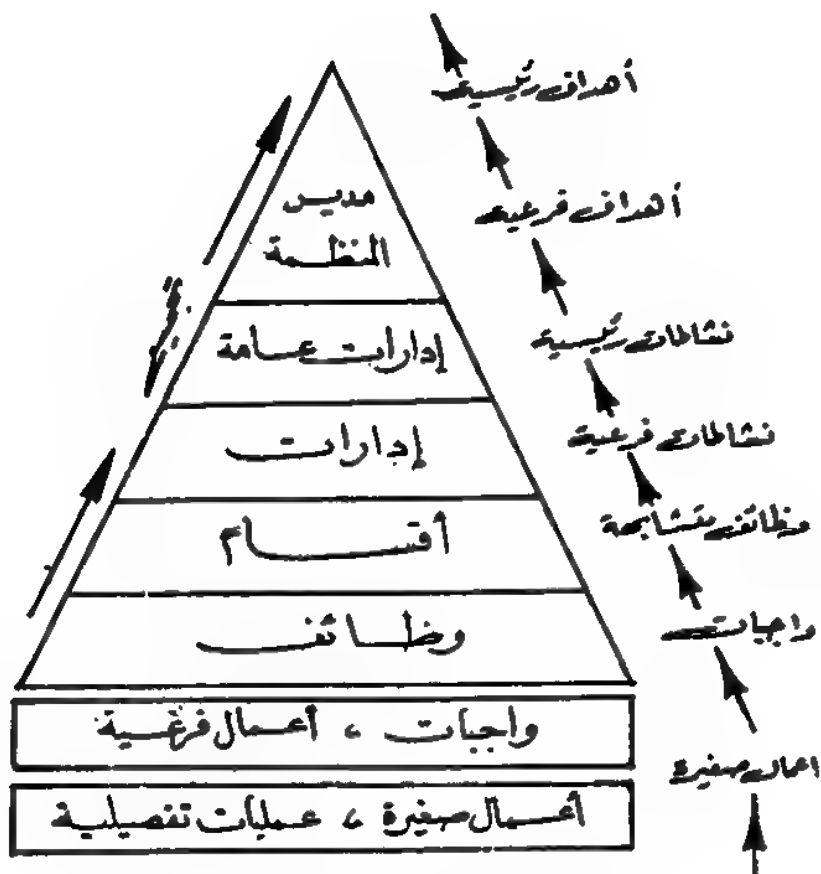 أهداف رئيسية
مدير
المنظمة
أهداف فرعية
إدارات عامة
نشاطات رئيسية
إدارات
نشاطات فرعية
أقسام
وظائف متشابهة
وظائف
واجبات
واجبات ، أعمال فرعية
أعمال صغيرة
أعمال صغيرة ، عمليات تفصيلية